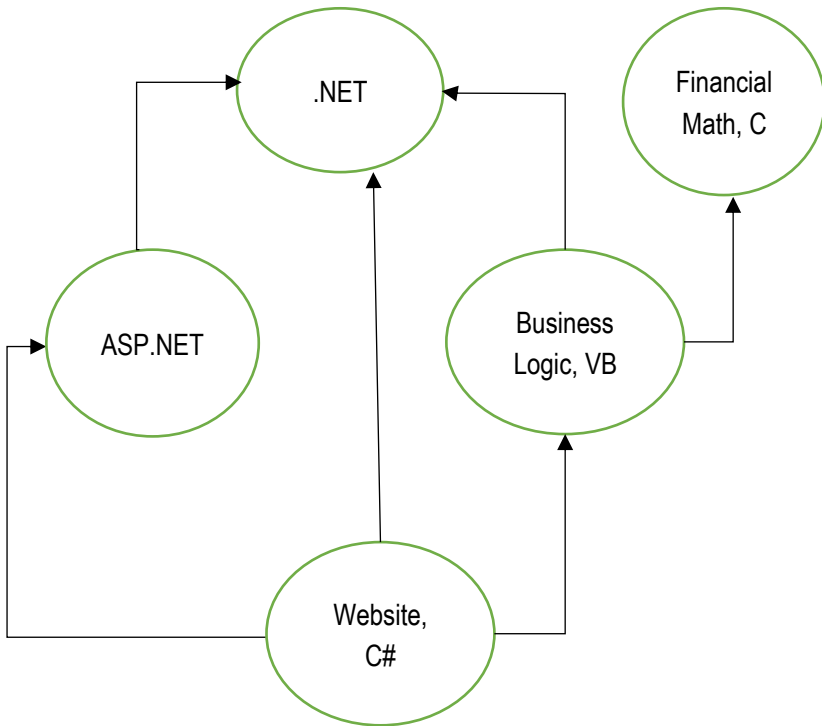 .NET
Financial
Math, C
ASP.NET
Business
Logic, VB
Website,
C#